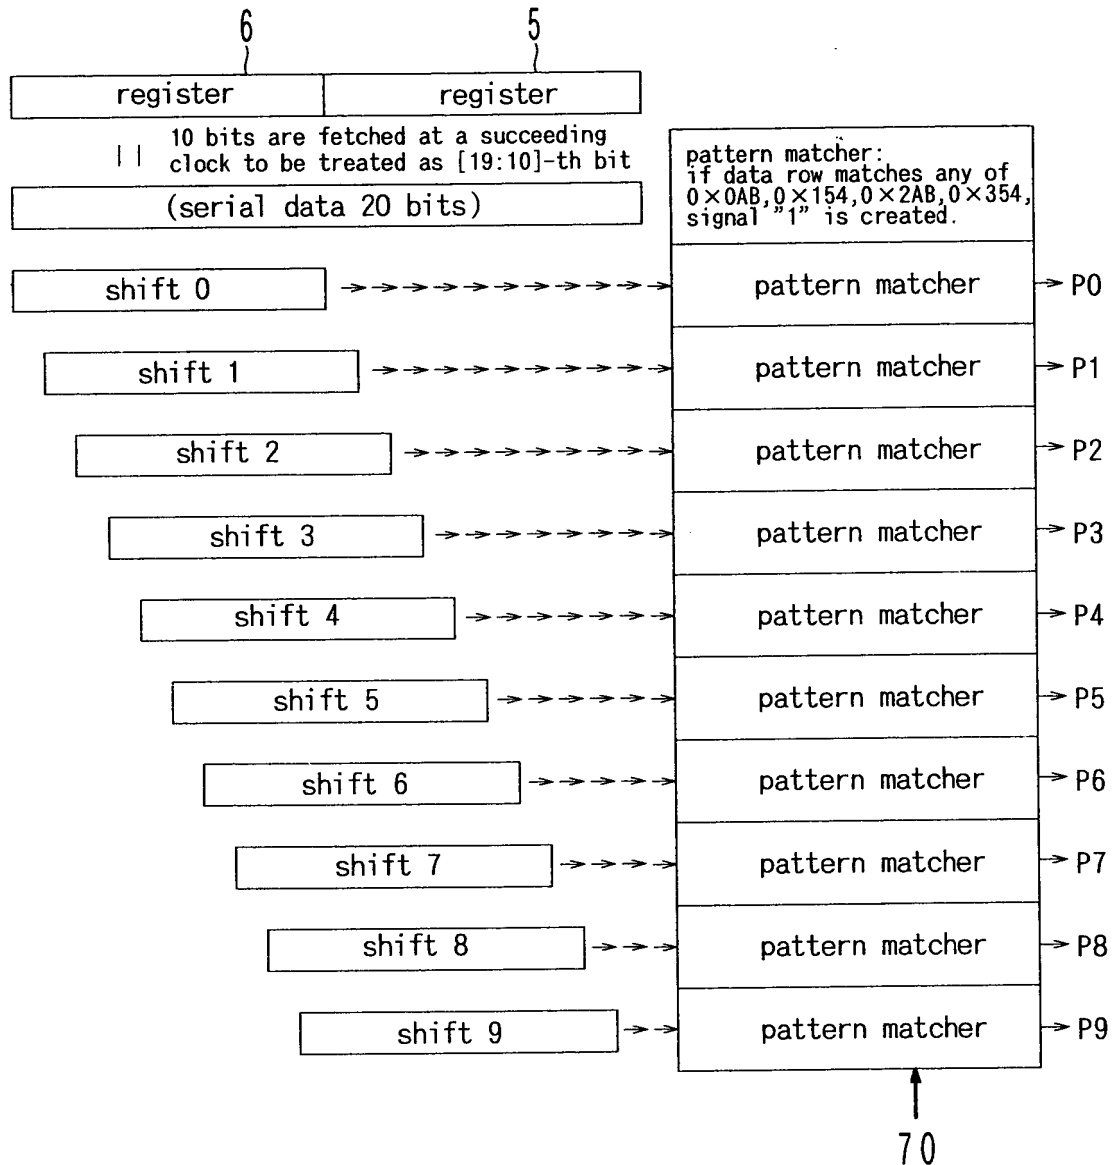 6
5
register
register
10 bits are fetched at a succeeding
clock to be treated as [19:10]-th bit
(serial data 20 bits)
pattern matcher:
if data row matches any of
0×0AB,0×154,0×2AB,0×354,
signal "1" is created.
shift 0
pattern matcher
P0
shift 1
pattern matcher
P1
shift 2
pattern matcher
P2
shift 3
pattern matcher
P3
shift 4
pattern matcher
P4
shift 5
pattern matcher
P5
shift 6
pattern matcher
P6
shift 7
pattern matcher
P7
shift 8
pattern matcher
P8
shift 9
pattern matcher
P9
70